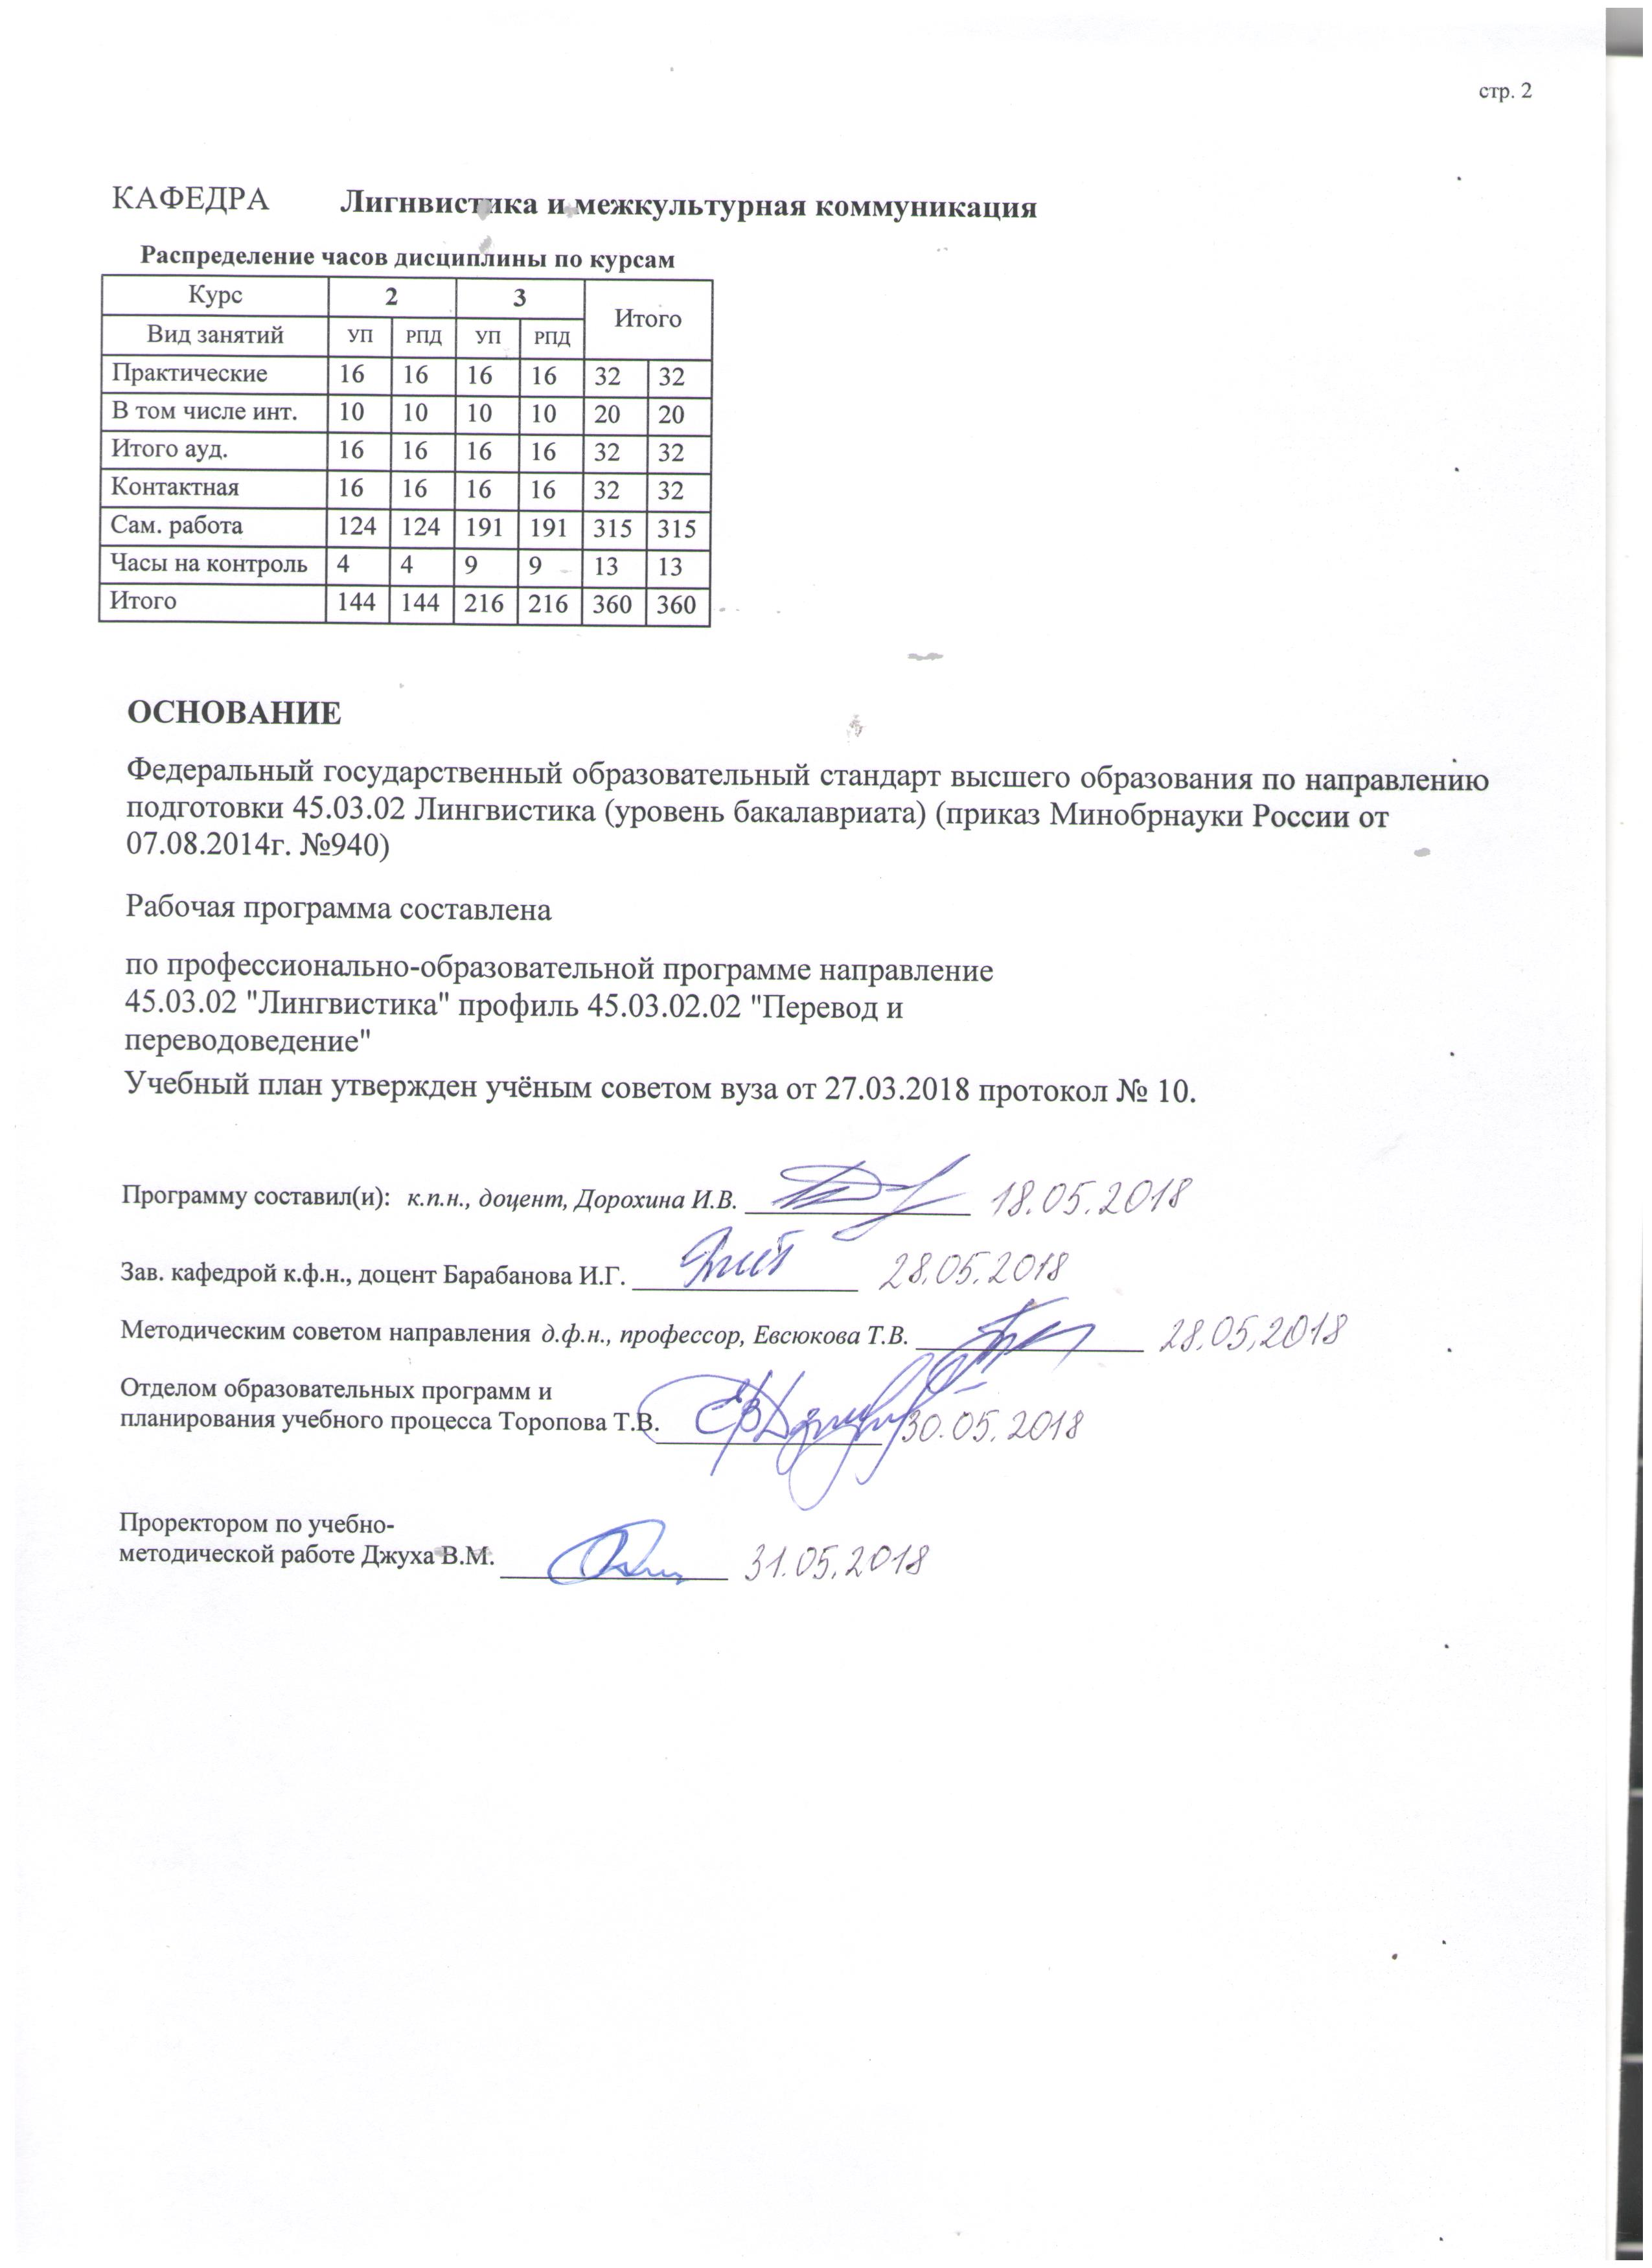 стр. 2
КАФЕДРА Лигнвистика и межкультурная коммуникация
Распределение часов дисциплины по курсам
Курс 2 3 Итого
Вид занятий УП РПД УП РПД
Практические 16 16 16 16 32 32
В том числе инт. 10 10 10 10 20 20
Итого ауд. 16 16 16 16 32 32
Контактная 16 16 16 16 32 32
Сам. работа 124 124 191 191 315 315
Часы на контроль 4 4 9 9 13 13
Итого 144 144 216 216 360 360
ОСНОВАНИЕ
Федеральный государственный образовательный стандарт высшего образования по направлению
подготовки 45.03.02 Лингвистика (уровень бакалавриата) (приказ Минобрнауки России от
07.08.2014г. №940)
Рабочая программа составлена
по профессионально-образовательной программе направление
45.03.02 "Лингвистика" профиль 45.03.02.02 "Перевод и
переводоведение"
Учебный план утвержден учёным советом вуза от 27.03.2018 протокол № 10.
Программу составил(и): к.п.н., доцент, Дорохина И.В. 18.05.2018
Зав. кафедрой к.ф.н., доцент Барабанова И.Г. 28.05.2018
Методическим советом направления д.ф.н., профессор, Евсюкова Т.В. 28.05.2018
Отделом образовательных программ и
планирования учебного процесса Торопова Т.В. 30.05.2018
Проректором по учебно-
методической работе Джуха В.М. 31.05.2018